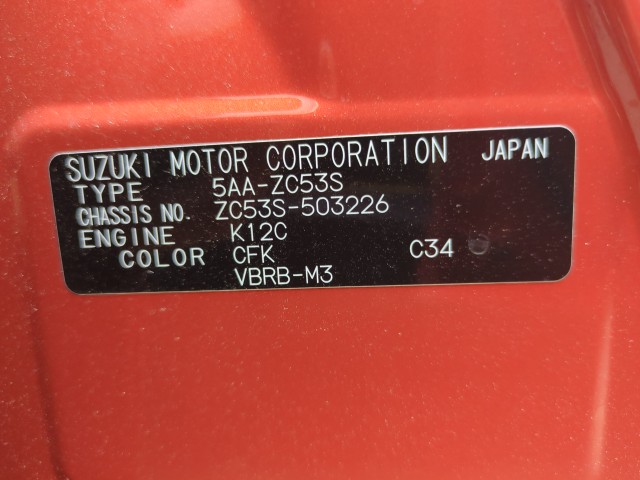 SUZUKI MOTOR CORPORATION JAPAN
TYPE 5AA-ZC53S
CHASSIS NO. ZC53S-503226
ENGINE K12C
COLOR CFK C34
VBRB-M3